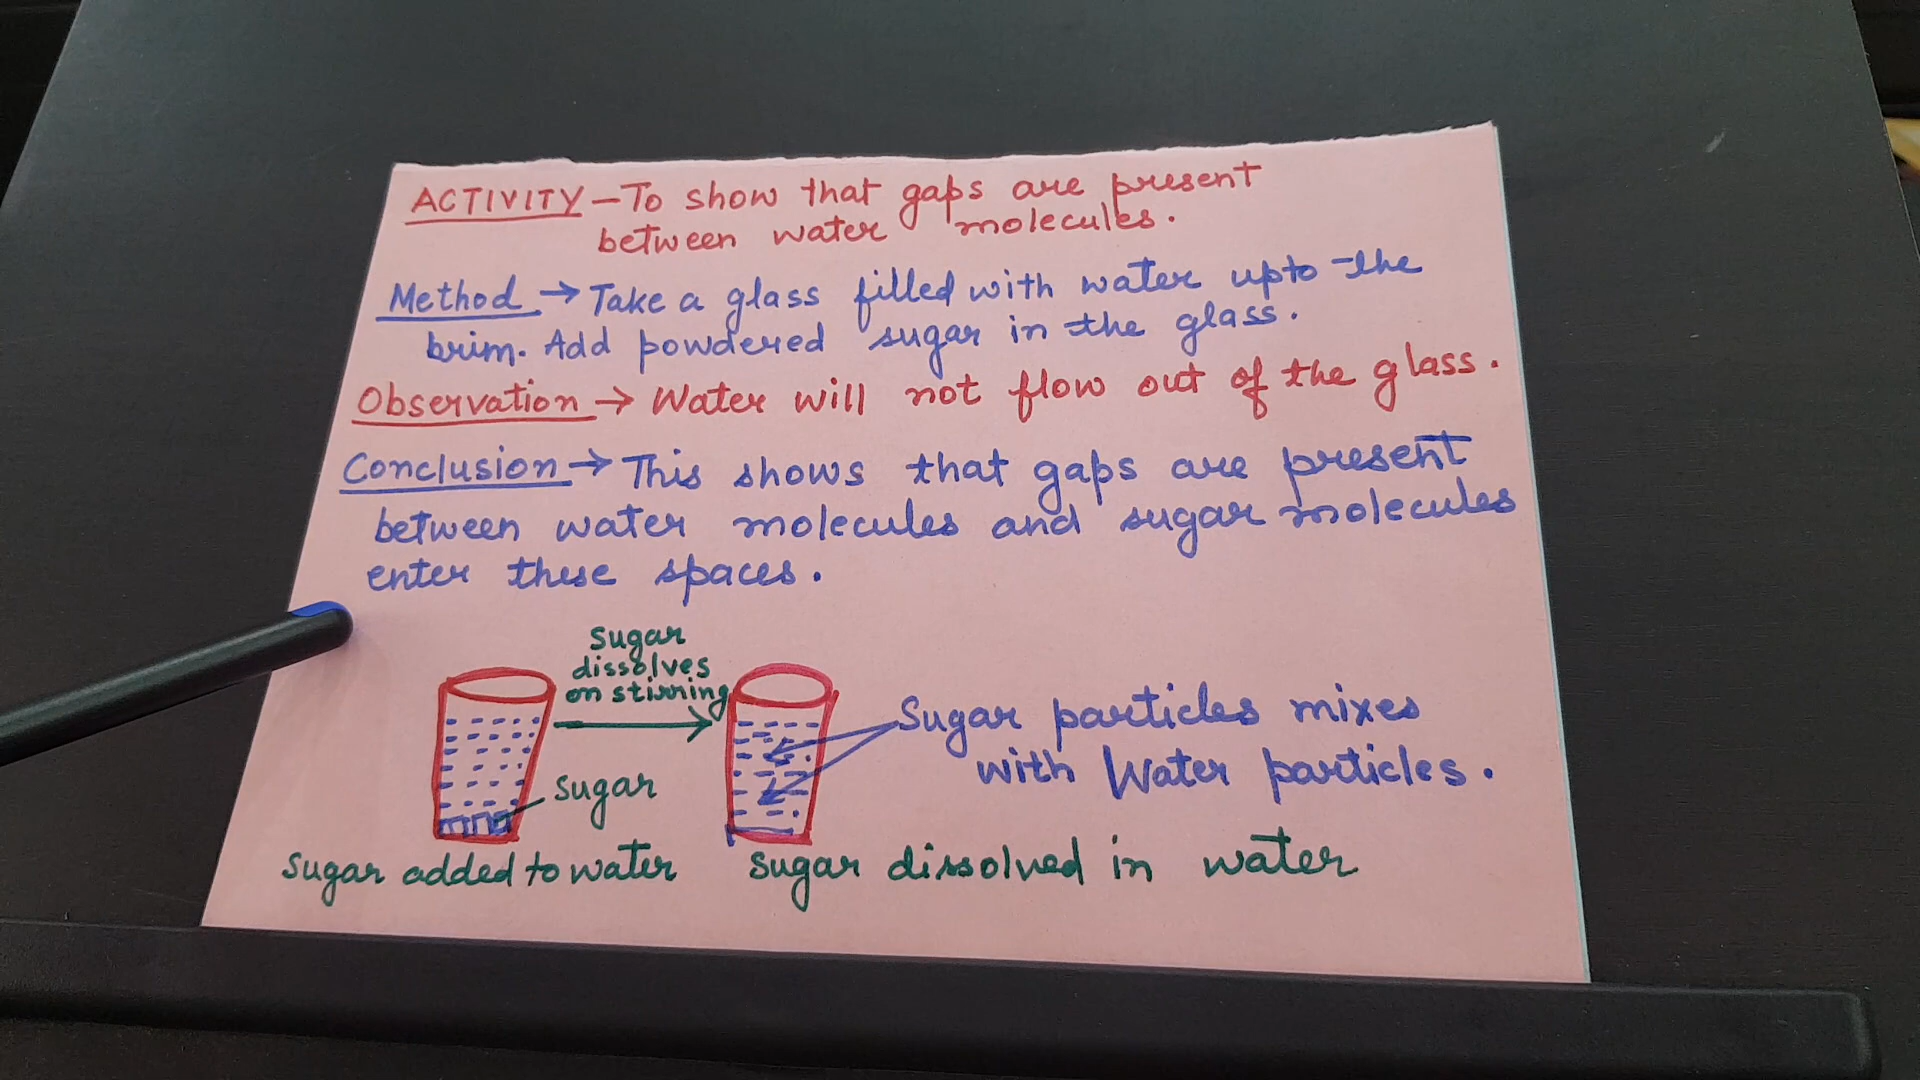 ACTIVITY – To show that gaps are present
between water molecules.
Method → Take a glass filled with water upto the
brim. Add powdered sugar in the glass.
Observation → Water will not flow out of the glass.
Conclusion → This shows that gaps are present
between water molecules and sugar molecules
enter these spaces.
Sugar
dissolves
on stirring
Sugar particles mixes
with Water particles.
Sugar
Sugar added to water
Sugar dissolved in water